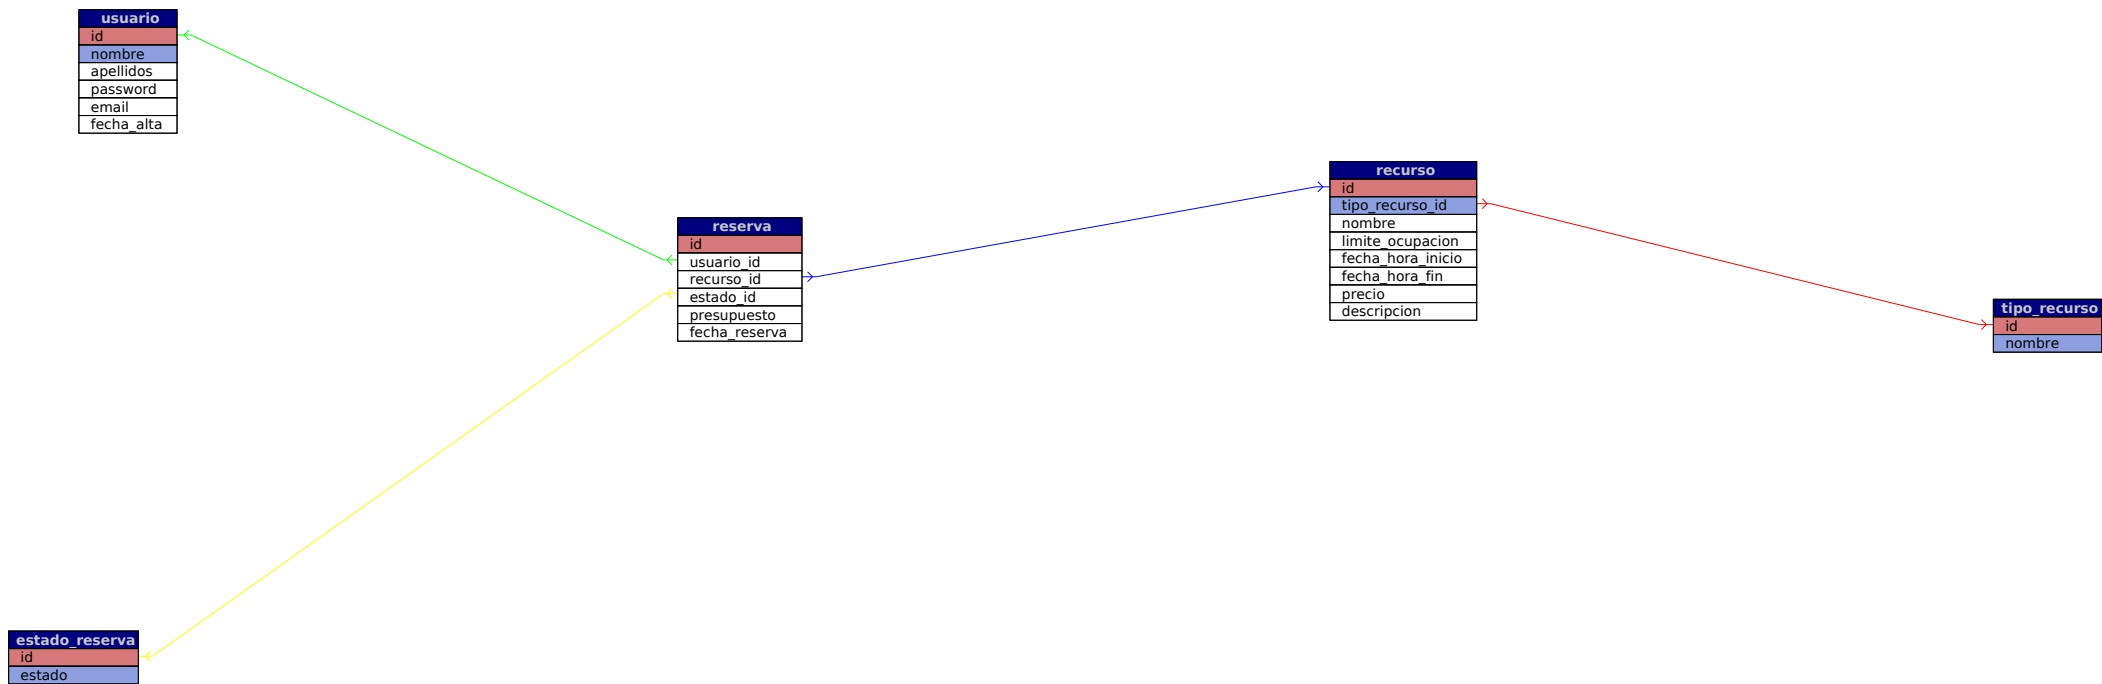 usuario
id
nombre
apellidos
password
email
fecha_alta
reserva
id
usuario_id
recurso_id
estado_id
presupuesto
fecha_reserva
recurso
id
tipo_recurso_id
nombre
limite_ocupacion
fecha_hora_inicio
fecha_hora_fin
precio
descripcion
tipo_recurso
id
nombre
estado_reserva
id
estado